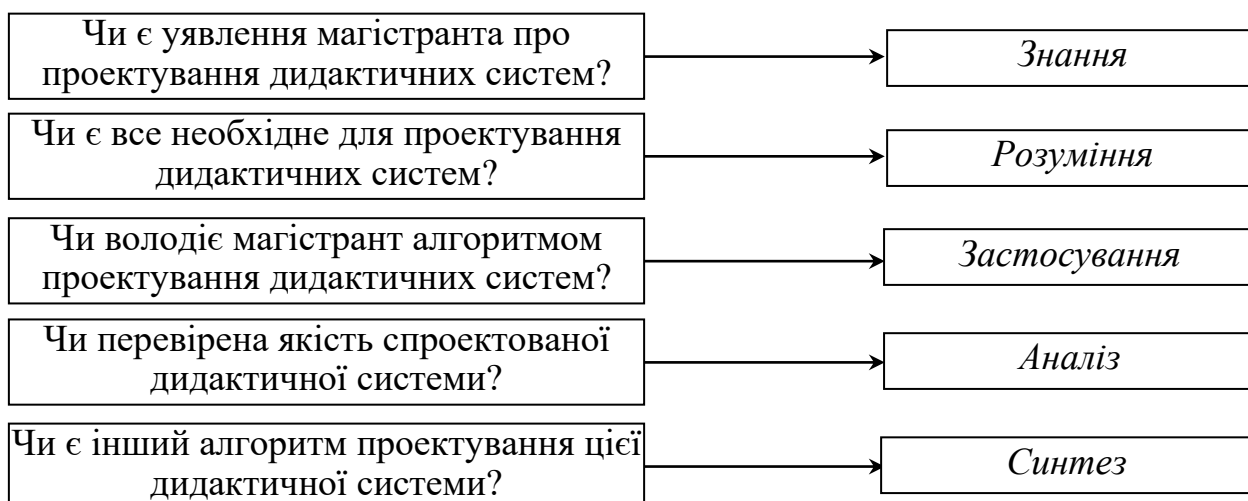 Чи є уявлення магістранта про
проектування дидактичних систем?
Знання
Чи є все необхідне для проектування
дидактичних систем?
Розуміння
Чи володіє магістрант алгоритмом
проектування дидактичних систем?
Застосування
Чи перевірена якість спроектованої
дидактичної системи?
Аналіз
Чи є інший алгоритм проектування цієї
дидактичної системи?
Синтез